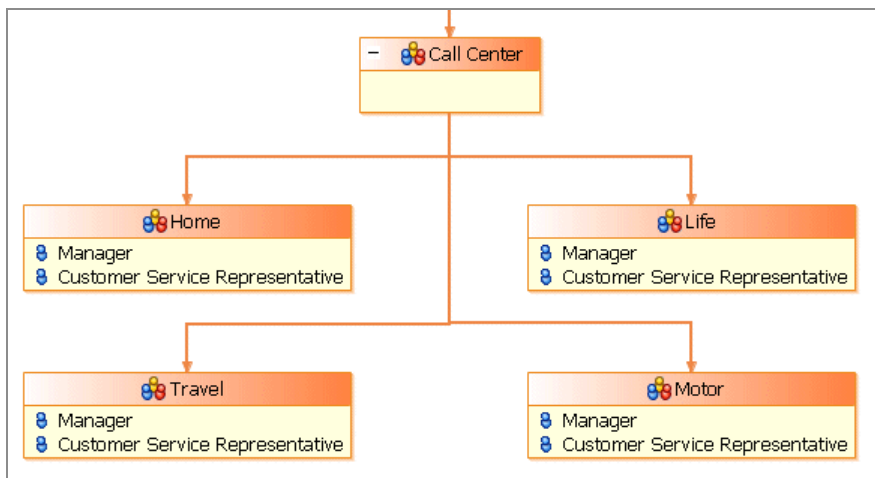 Call Center
Home
Manager
Customer Service Representative
Life
Manager
Customer Service Representative
Travel
Manager
Customer Service Representative
Motor
Manager
Customer Service Representative